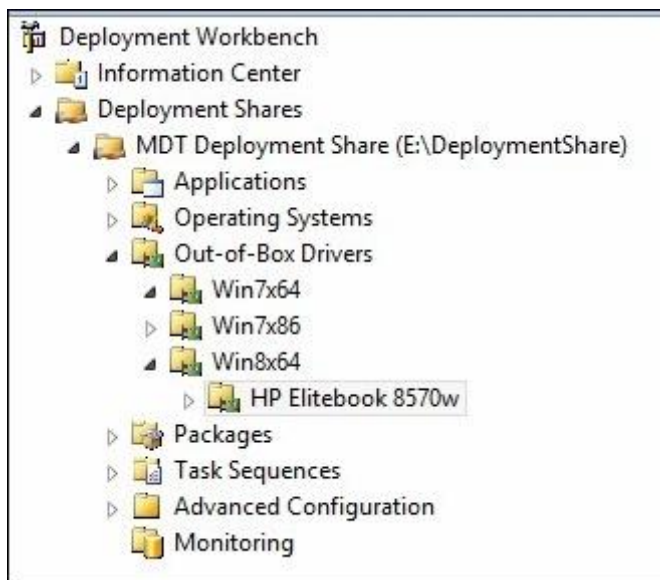 Deployment Workbench
Information Center
Deployment Shares
MDT Deployment Share (E:\DeploymentShare)
Applications
Operating Systems
Out-of-Box Drivers
Win7x64
Win7x86
Win8x64
HP Elitebook 8570w
Packages
Task Sequences
Advanced Configuration
Monitoring